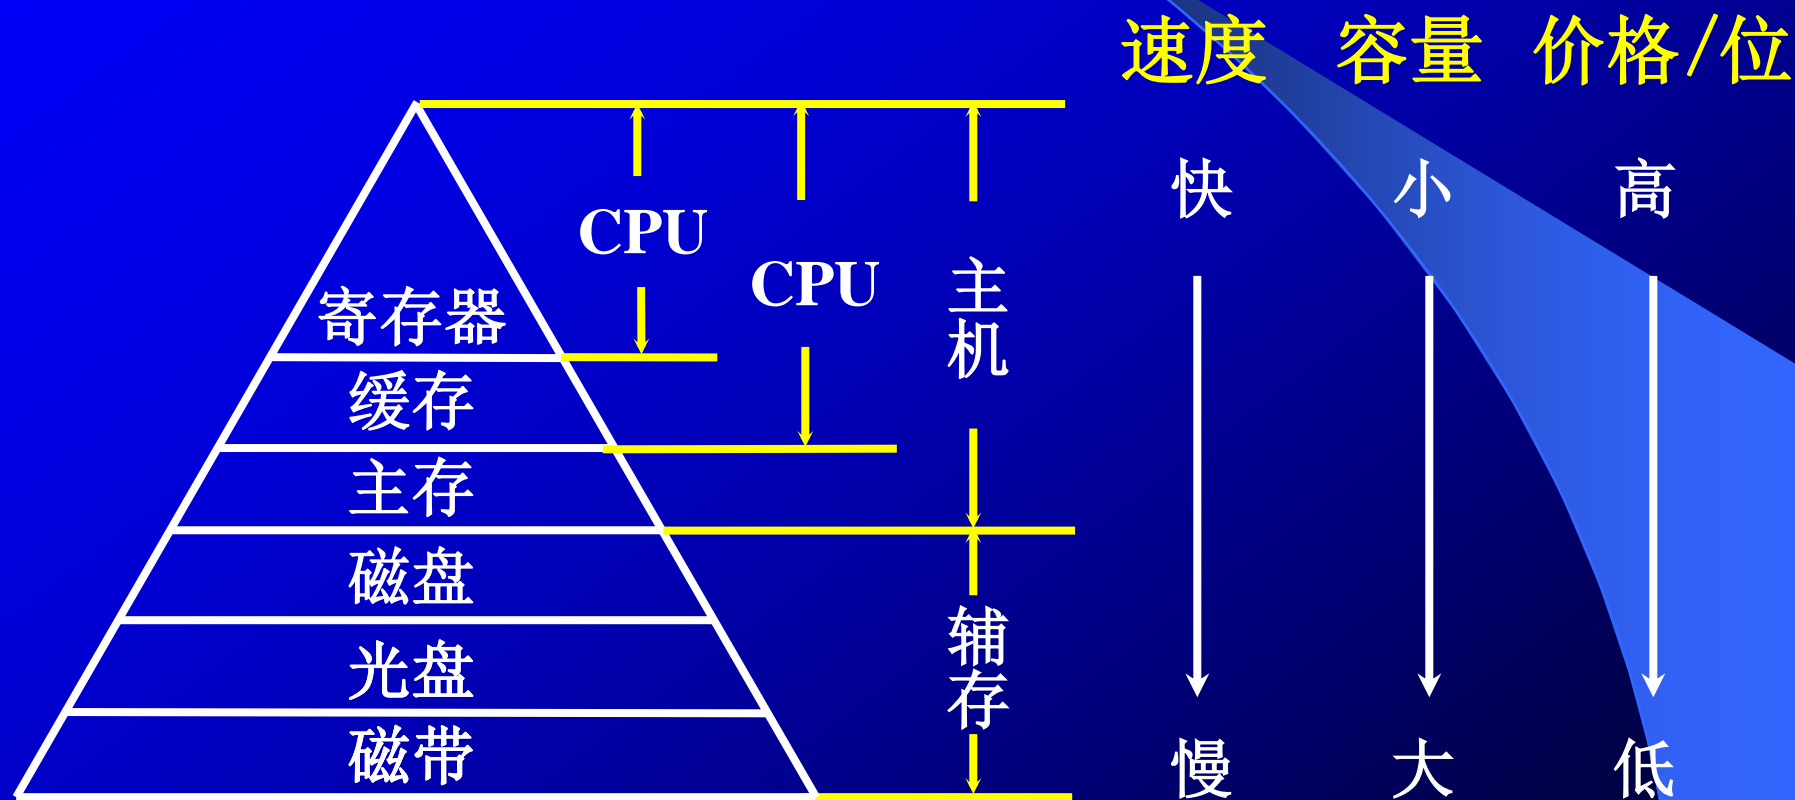 速度 容量 价格/位
快 小 高
CPU
CPU
主机
寄存器
缓存
主存
磁盘
光盘
磁带
辅存
慢 大 低